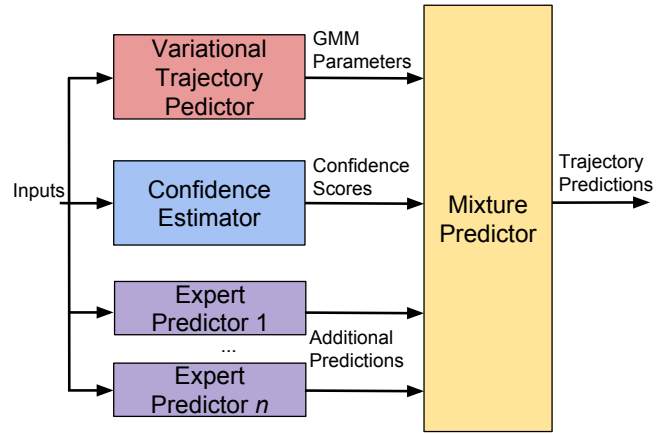 Variational
Trajectory
Pedictor
GMM
Parameters
Inputs
Confidence
Estimator
Confidence
Scores
Mixture
Predictor
Trajectory
Predictions
Expert
Predictor 1
...
Additional
Predictions
Expert
Predictor n